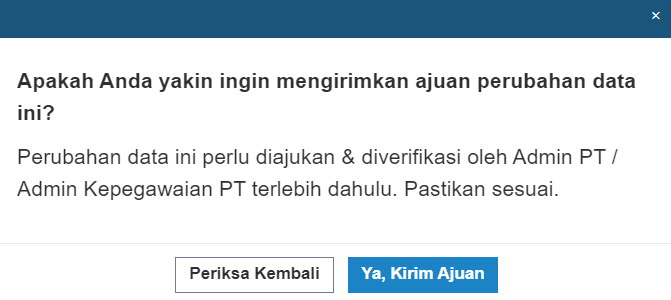 ×
Apakah Anda yakin ingin mengirimkan ajuan perubahan data
ini?
Perubahan data ini perlu diajukan & diverifikasi oleh Admin PT /
Admin Kepegawaian PT terlebih dahulu. Pastikan sesuai.
Periksa Kembali
Ya, Kirim Ajuan